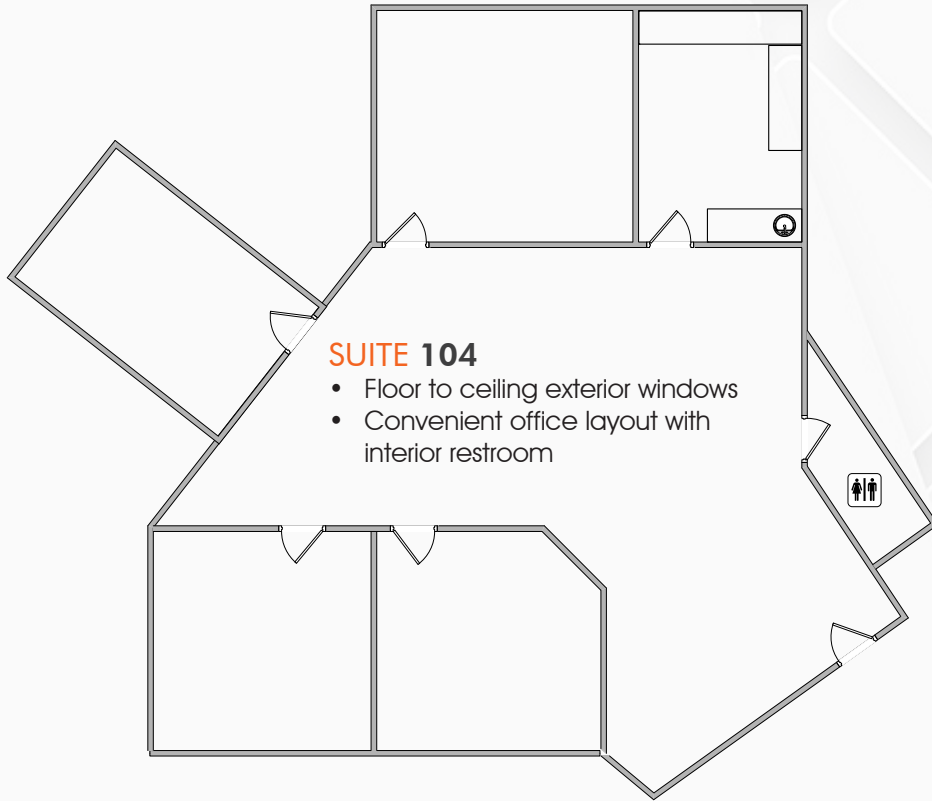 SUITE 104
• Floor to ceiling exterior windows
• Convenient office layout with
interior restroom